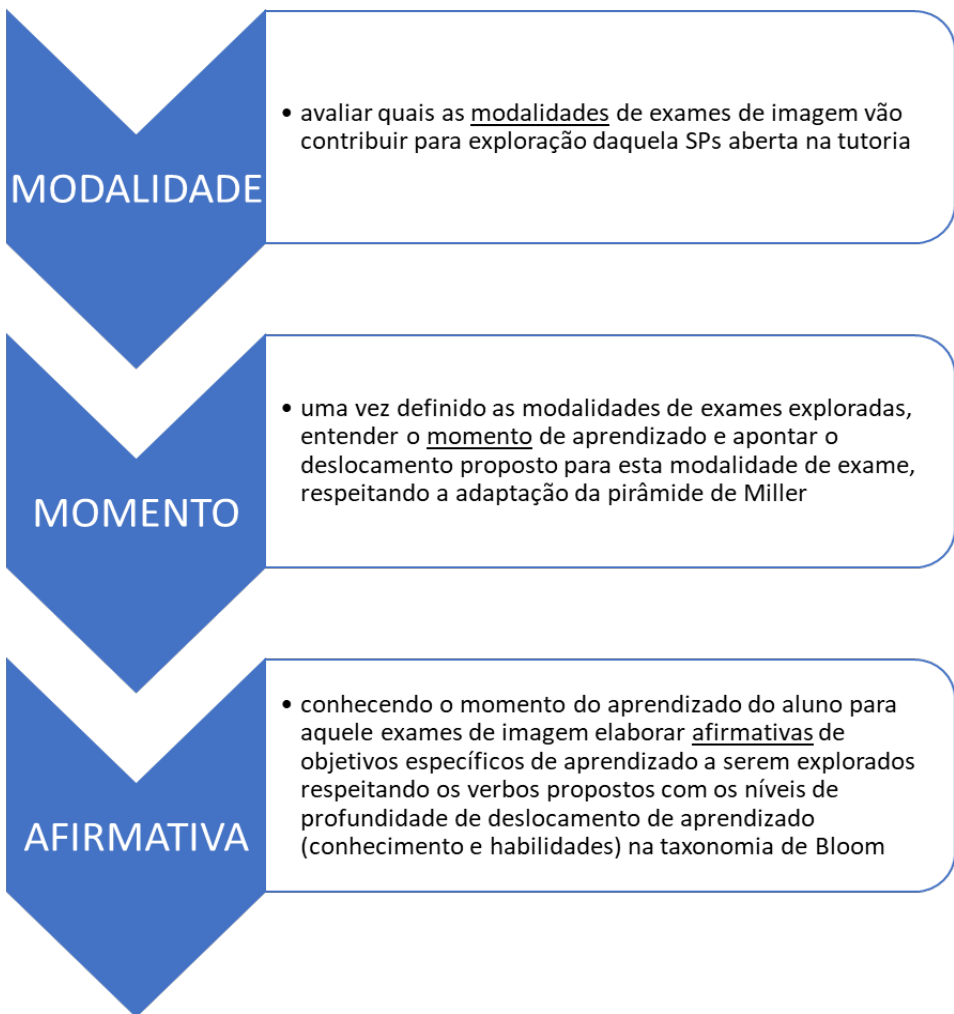 MODALIDADE
• avaliar quais as modalidades de exames de imagem vão
contribuir para exploração daquela SPs aberta na tutoria
MOMENTO
• uma vez definido as modalidades de exames exploradas,
entender o momento de aprendizado e apontar o
deslocamento proposto para esta modalidade de exame,
respeitando a adaptação da pirâmide de Miller
AFIRMATIVA
• conhecendo o momento do aprendizado do aluno para
aquele exames de imagem elaborar afirmativas de
objetivos específicos de aprendizado a serem explorados
respeitando os verbos propostos com os níveis de
profundidade de deslocamento de aprendizado
(conhecimento e habilidades) na taxonomia de Bloom